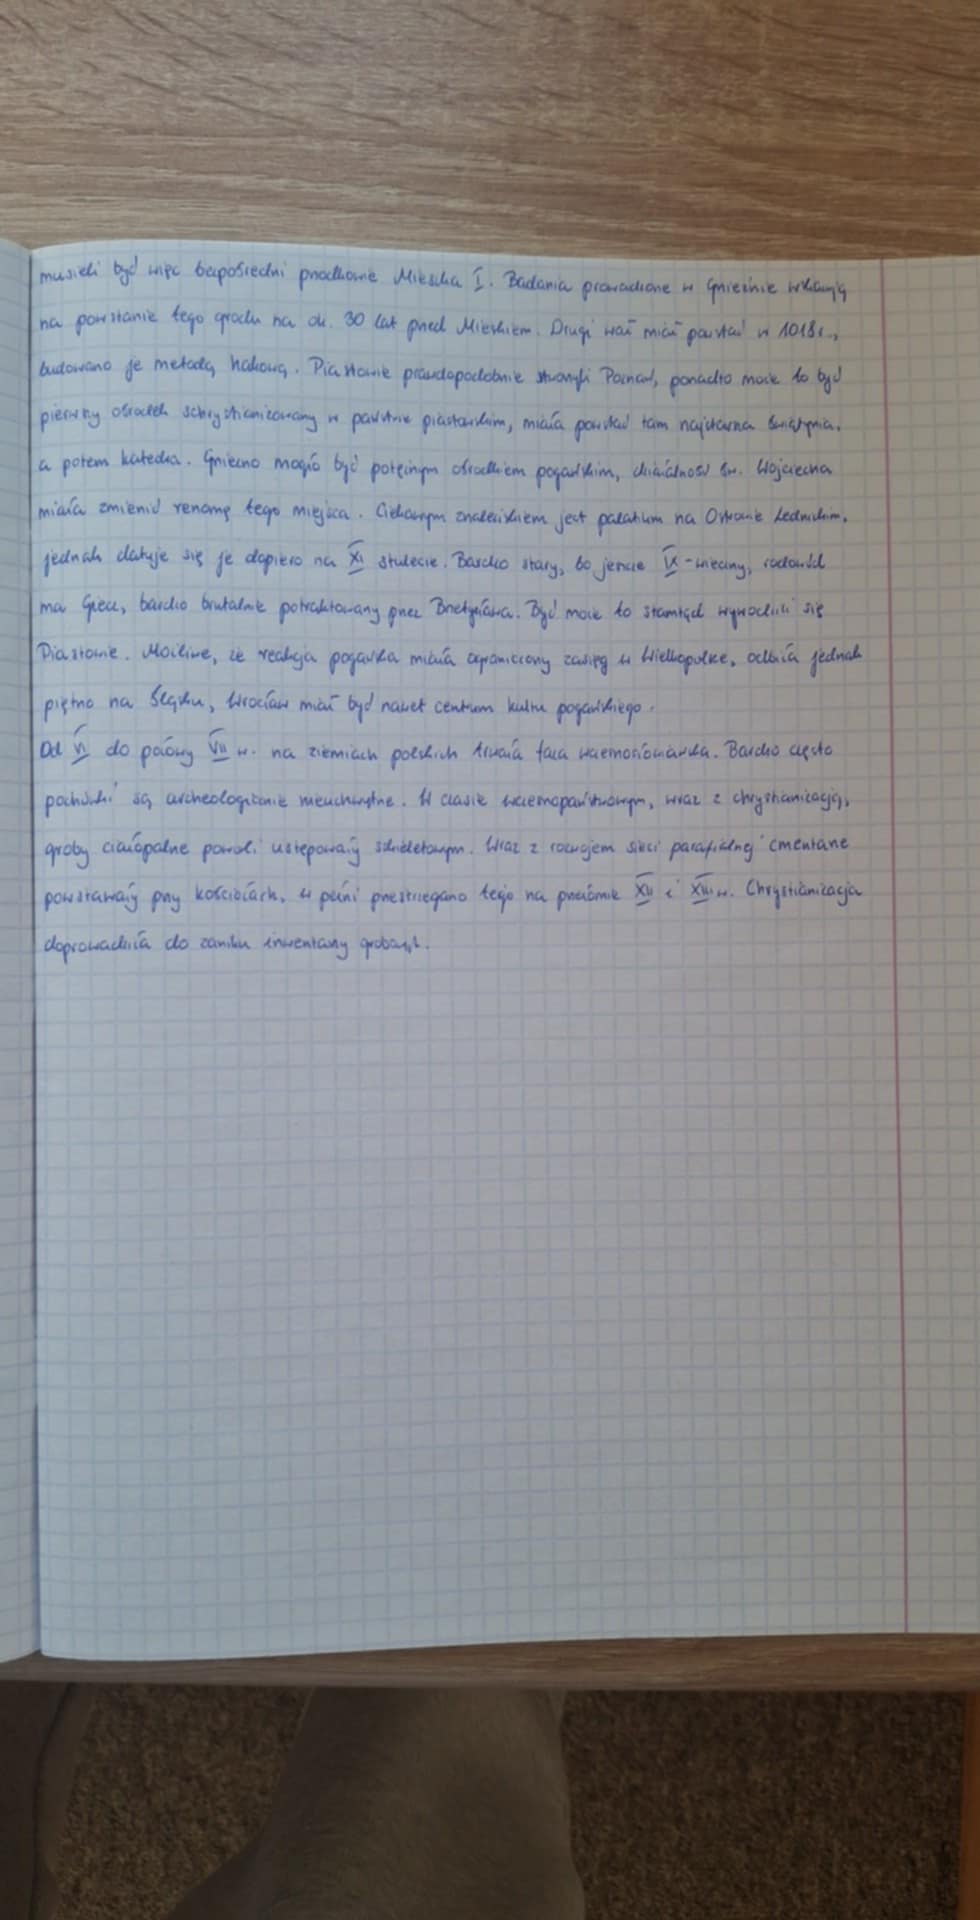 musieli być więc bezpośredni przodkowie Mieszka I. Badania prowadzone w Gnieźnie wskazują
na powstanie tego grodu na ok. 30 lat przed Mieszkiem. Drugi wał miał powstać w 1018r.,
budowano je metodą hakową. Piastowie prawdopodobnie stworzyli Poznań, ponadto może to być
pierwszy ośrodek schrystianizowany w państwie piastowskim, miała powstać tam najstarsza świątynia,
a potem katedra. Gniezno mogło być potężnym ośrodkiem pogańskim, działalność św. Wojciecha
miała zmienić renomę tego miejsca. Ciekawym znaleziskiem jest palatium na Ostrowie Lednickim,
jednak datuje się je dopiero na XI stulecie. Bardzo stary, bo jeszcze IX-wieczny, rodowód
ma Giecz, bardzo brutalnie potraktowany przez Brzetysława. Być może to stamtąd wywodzili się
Piastowie. Możliwe, że reakcja pogańska miała ograniczony zasięg w Wielkopolsce, odbiła jednak
piętno na Śląsku, Wrocław miał być nawet centrum kultu pogańskiego.
Od VI do połowy VII w. na ziemiach polskich trwała faza wczesnosłowiańska. Bardzo często
pochówki są archeologicznie nieuchwytne. W czasie wczesnopaństwowym, wraz z chrystianizacją,
groby ciałopalne powoli ustępowały szkieletowym. Wraz z rozwojem sieci parafialnej cmentarze
powstawały przy kościołach, w pełni przestrzegano tego na przełomie XII i XIII w. Chrystianizacja
doprowadziła do zaniku inwentarzy grobowych.